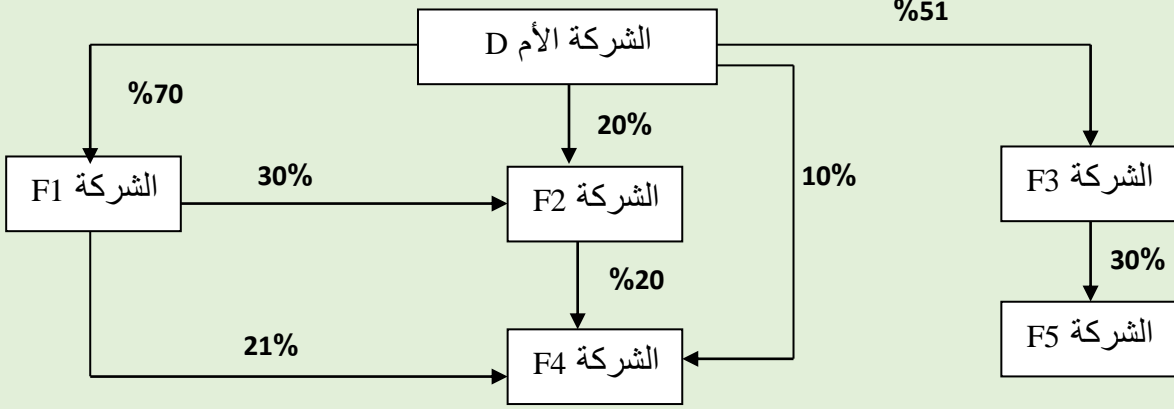 %51
الشركة الأم D
%70
20%
الشركة F1
30%
الشركة F2
10%
الشركة F3
%20
30%
21%
الشركة F4
الشركة F5